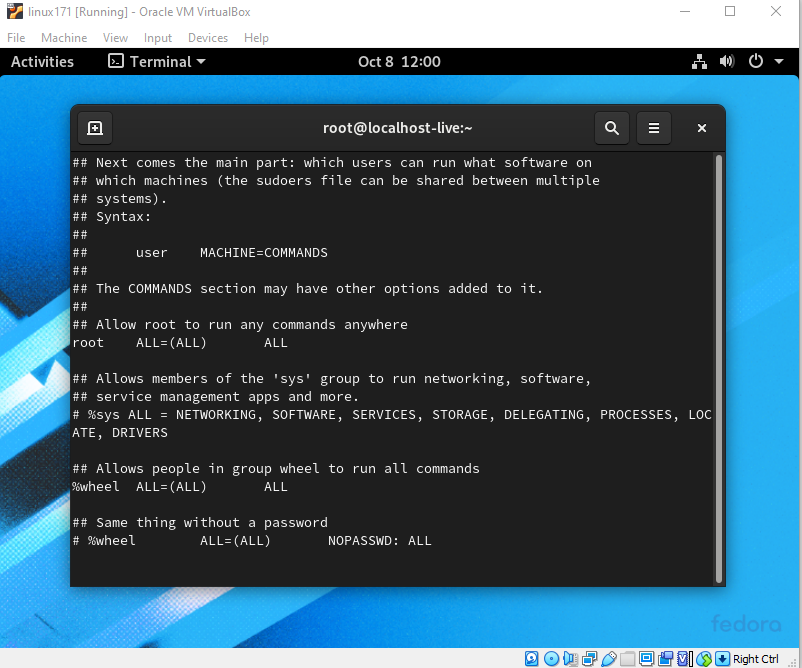 linux171 [Running] - Oracle VM VirtualBox
File Machine View Input Devices Help
Activities Terminal Oct 8 12:00
root@localhost-live:~
## Next comes the main part: which users can run what software on
## which machines (the sudoers file can be shared between multiple
## systems).
## Syntax:
##
##      user    MACHINE=COMMANDS
##
## The COMMANDS section may have other options added to it.
##
## Allow root to run any commands anywhere
root    ALL=(ALL)       ALL
## Allows members of the 'sys' group to run networking, software,
## service management apps and more.
# %sys ALL = NETWORKING, SOFTWARE, SERVICES, STORAGE, DELEGATING, PROCESSES, LOC
ATE, DRIVERS
## Allows people in group wheel to run all commands
%wheel  ALL=(ALL)       ALL
## Same thing without a password
# %wheel        ALL=(ALL)       NOPASSWD: ALL
fedora
Right Ctrl